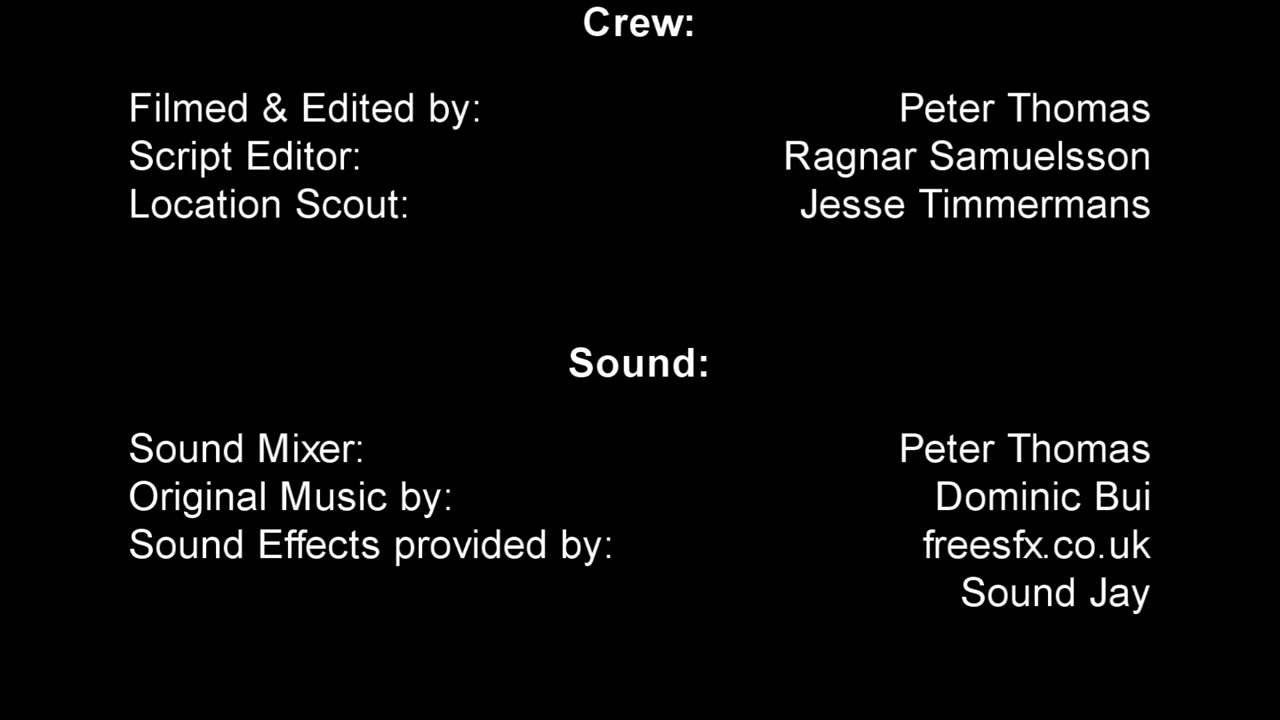 Crew:
Filmed & Edited by: Peter Thomas
Script Editor: Ragnar Samuelsson
Location Scout: Jesse Timmermans
Sound:
Sound Mixer: Peter Thomas
Original Music by: Dominic Bui
Sound Effects provided by: freesfx.co.uk
Sound Jay